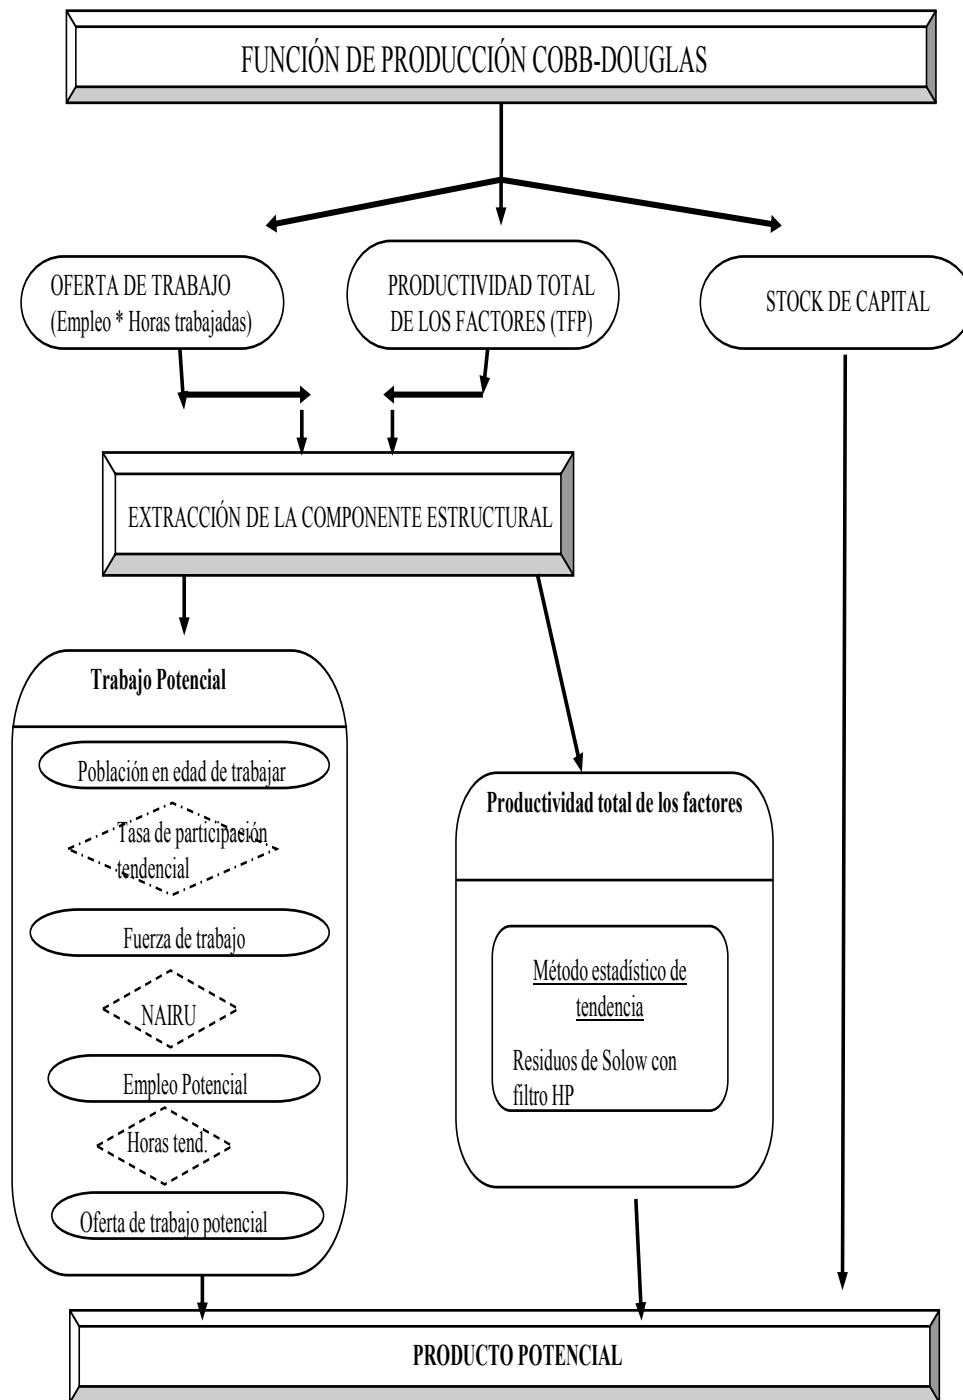 FUNCIÓN DE PRODUCCIÓN COBB-DOUGLAS
OFERTA DE TRABAJO
(Empleo * Horas trabajadas)
PRODUCTIVIDAD TOTAL
DE LOS FACTORES (TFP)
STOCK DE CAPITAL
EXTRACCIÓN DE LA COMPONENTE ESTRUCTURAL
Trabajo Potencial
Población en edad de trabajar
Tasa de participación
tendencial
Fuerza de trabajo
NAIRU
Empleo Potencial
Horas tend.
Oferta de trabajo potencial
Productividad total de los factores
Método estadístico de
tendencia
Residuos de Solow con
filtro HP
PRODUCTO POTENCIAL